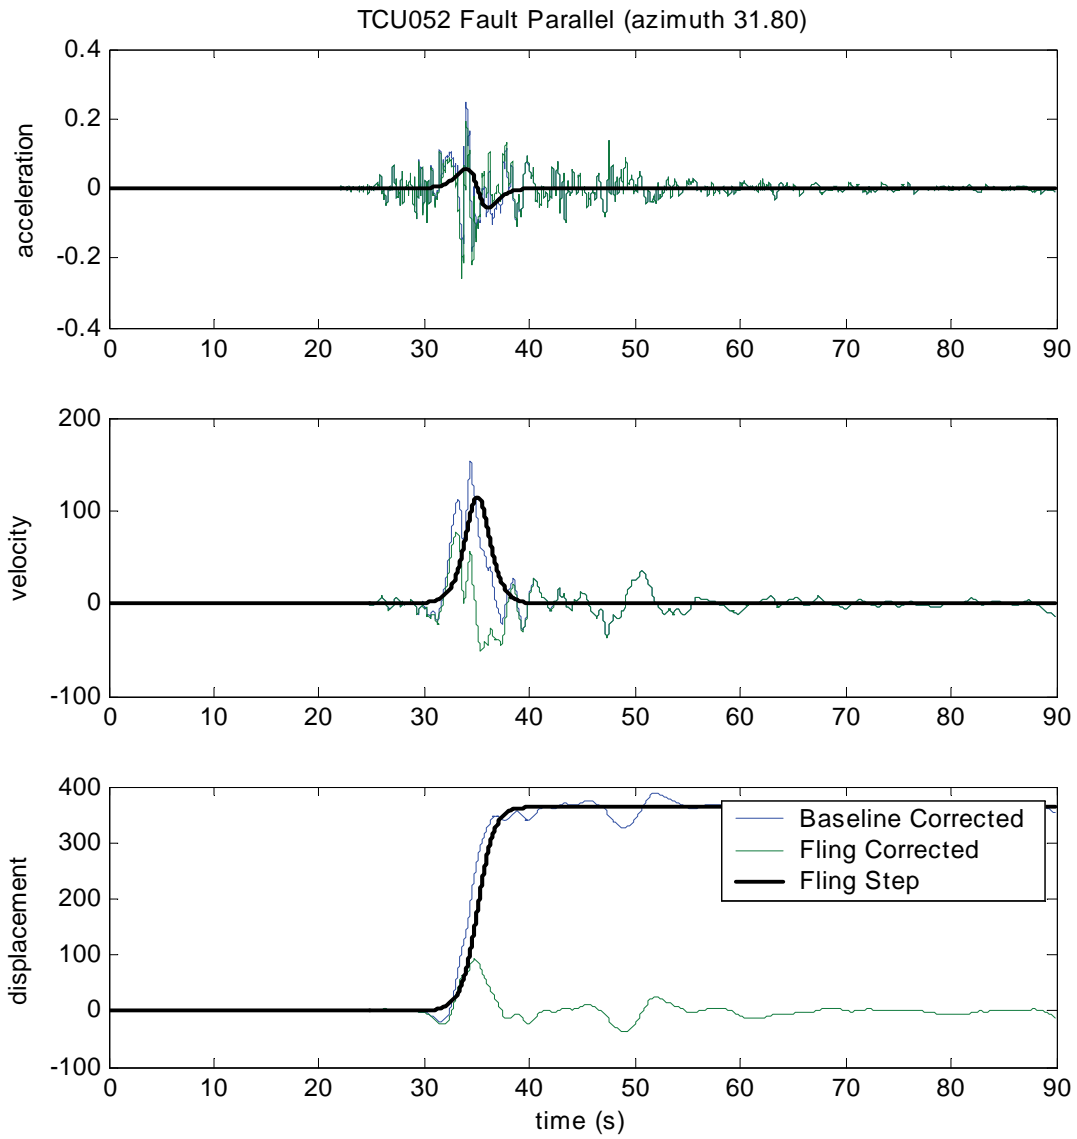 TCU052 Fault Parallel (azimuth 31.80)
0.4
0.2
0
-0.2
-0.4
acceleration
0 10 20 30 40 50 60 70 80 90
200
100
0
-100
velocity
0 10 20 30 40 50 60 70 80 90
400
300
200
100
0
-100
displacement
Baseline Corrected
Fling Corrected
Fling Step
0 10 20 30 40 50 60 70 80 90
time (s)